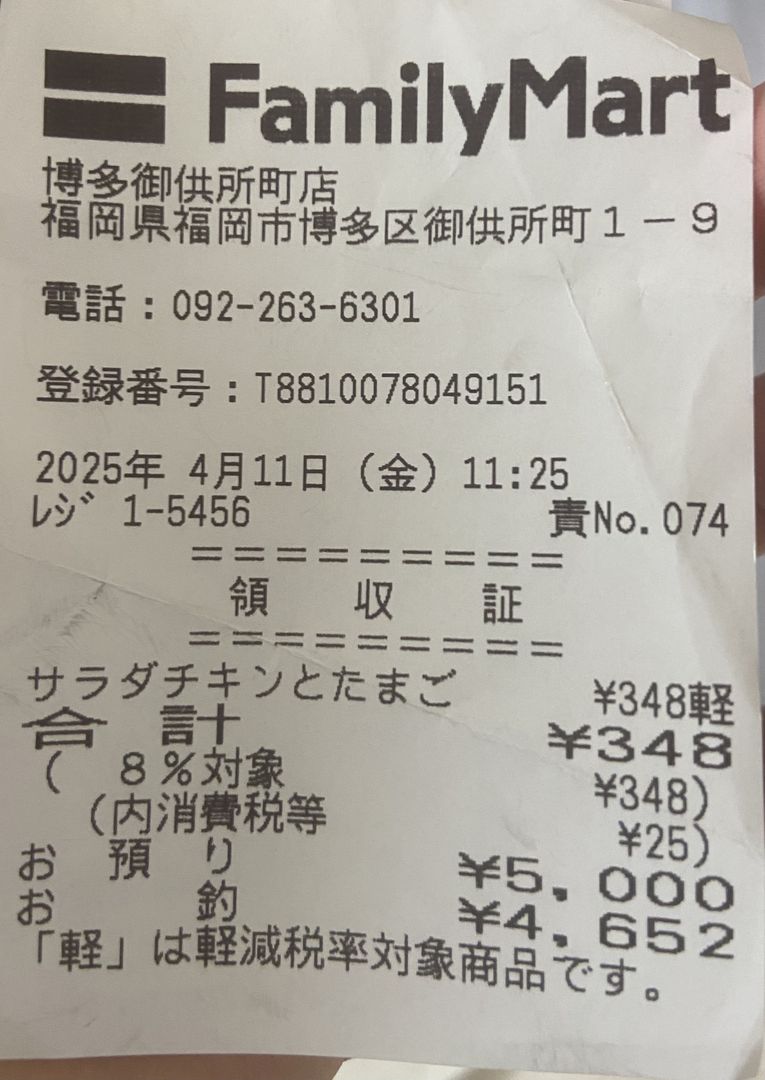 FamilyMart
博多御供所町店
福岡県福岡市博多区御供所町1-9
電話:092-263-6301
登録番号:T8810078049151
2025年 4月11日(金)11:25
レジ 1-5456 責No.074
=========
領 収 証
=========
サラダチキンとたまご ¥348軽
合 計 ¥348
( 8%対象 ¥348)
(内消費税等 ¥25)
お 預 り ¥5,000
お 釣 ¥4,652
「軽」は軽減税率対象商品です。